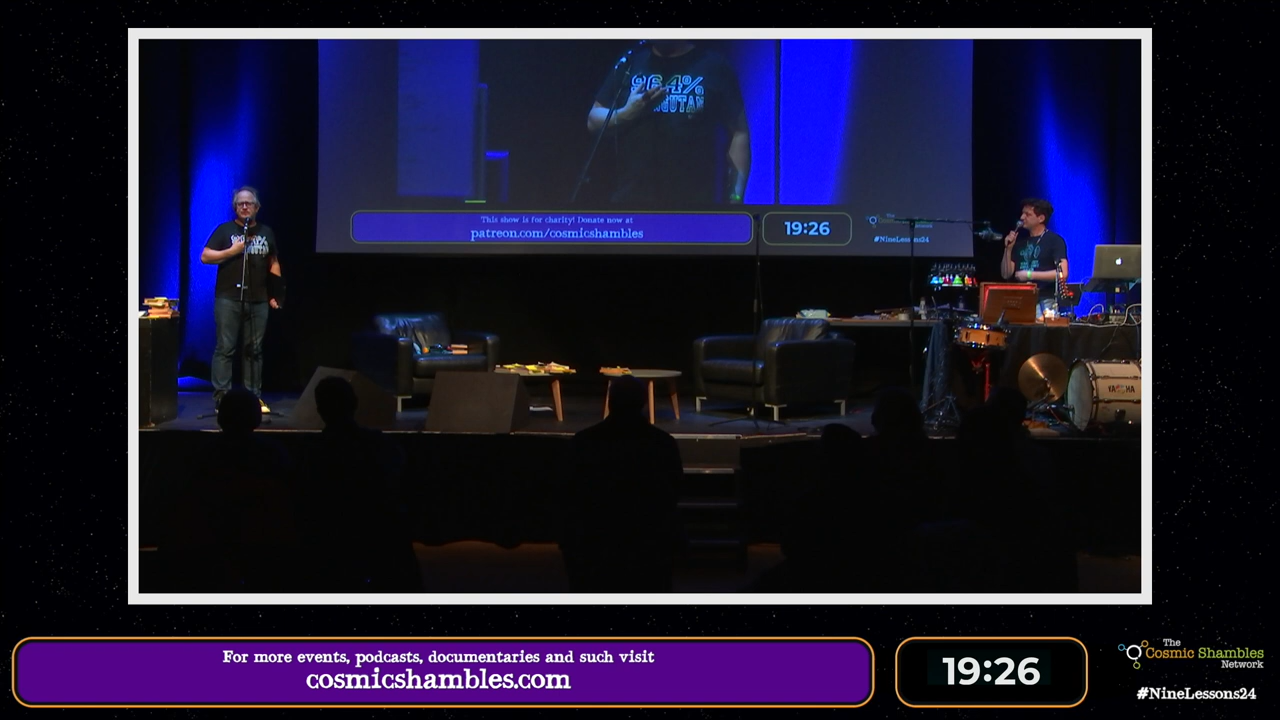 96.4%
This show is for charity! Donate now at
patreon.com/cosmicshambles
19:26
The
#NineLessons24
YAMAHA
For more events, podcasts, documentaries and such visit
cosmicshambles.com
19:26
The
Cosmic Shambles
Network
#NineLessons24